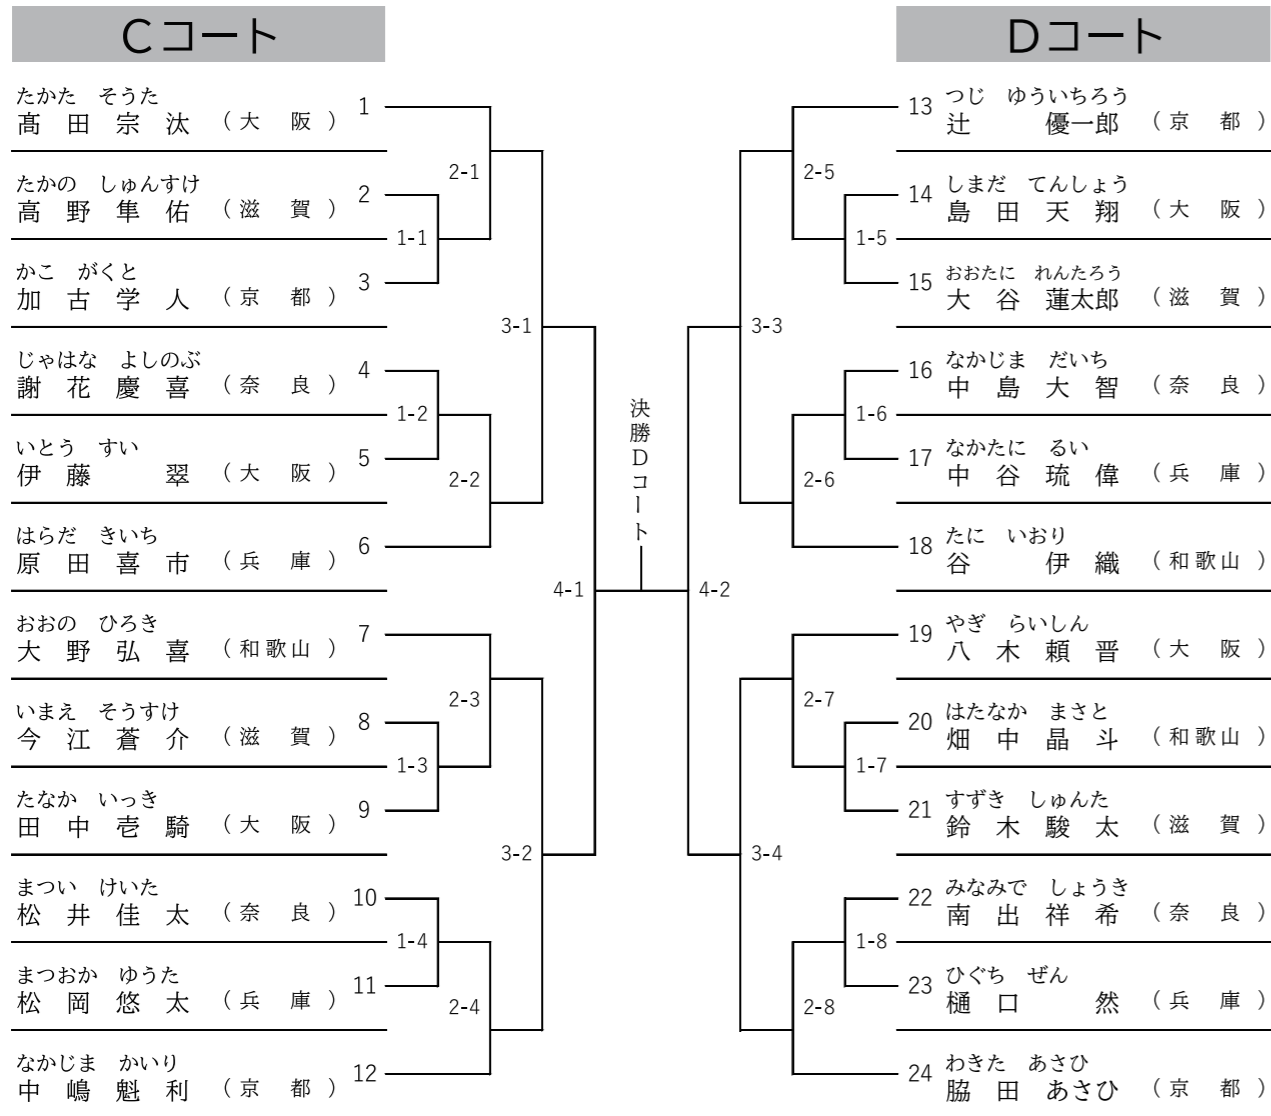 Cコート
たかた そうた
髙田宗汰 (大阪) 1
たかの しゅんすけ
高野隼佑 (滋賀) 2
かこ がくと
加古学人 (京都) 3
じゃはな よしのぶ
謝花慶喜 (奈良) 4
いとう すい
伊藤 翠 (大阪) 5
はらだ きいち
原田喜市 (兵庫) 6
おおの ひろき
大野弘喜 (和歌山) 7
いまえ そうすけ
今江蒼介 (滋賀) 8
たなか いっき
田中壱騎 (大阪) 9
まつい けいた
松井佳太 (奈良) 10
まつおか ゆうた
松岡悠太 (兵庫) 11
なかじま かいり
中嶋魁利 (京都) 12
1-1
1-2
1-3
1-4
2-1
2-2
2-3
2-4
3-1
3-2
4-1
決勝Dコート
4-2
3-3
3-4
2-5
2-6
2-7
2-8
1-5
1-6
1-7
1-8
Dコート
つじ ゆういちろう
13 辻 優一郎 (京都)
しまだ てんしょう
14 島田天翔 (大阪)
おおたに れんたろう
15 大谷蓮太郎 (滋賀)
なかじま だいち
16 中島大智 (奈良)
なかたに るい
17 中谷琉偉 (兵庫)
たに いおり
18 谷 伊織 (和歌山)
やぎ らいしん
19 八木頼晋 (大阪)
はたなか まさと
20 畑中晶斗 (和歌山)
すずき しゅんた
21 鈴木駿太 (滋賀)
みなみで しょうき
22 南出祥希 (奈良)
ひぐち ぜん
23 樋口 然 (兵庫)
わきた あさひ
24 脇田あさひ (京都)